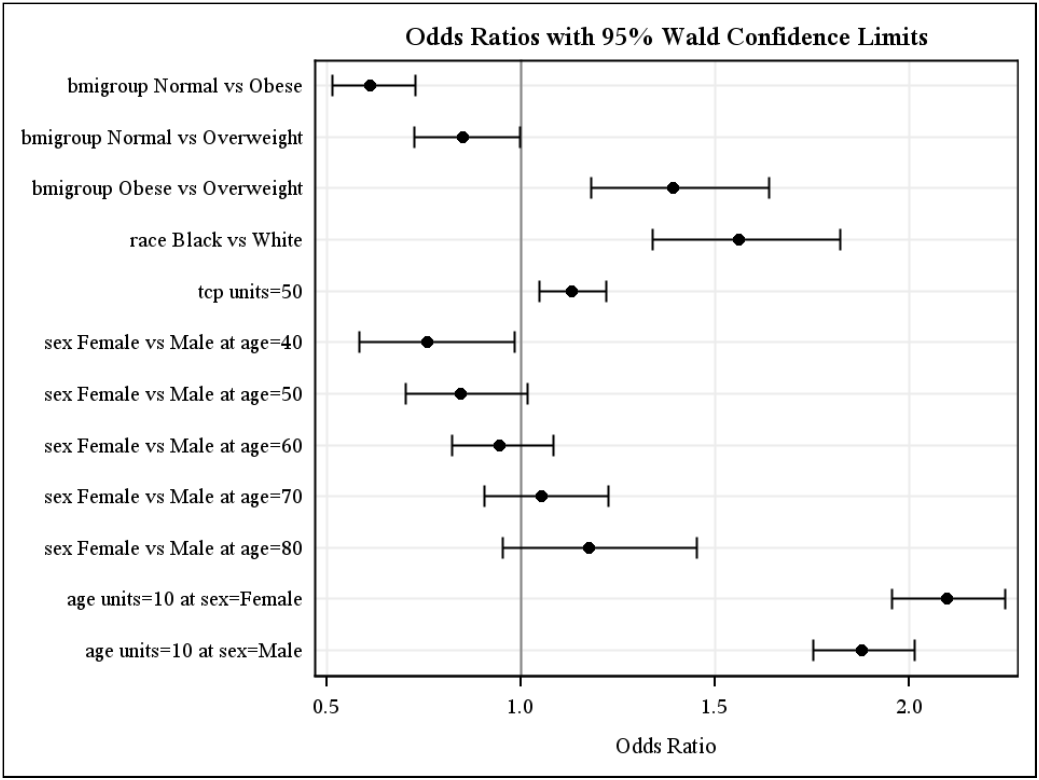 Odds Ratios with 95% Wald Confidence Limits
bmigroup Normal vs Obese
bmigroup Normal vs Overweight
bmigroup Obese vs Overweight
race Black vs White
tcp units=50
sex Female vs Male at age=40
sex Female vs Male at age=50
sex Female vs Male at age=60
sex Female vs Male at age=70
sex Female vs Male at age=80
age units=10 at sex=Female
age units=10 at sex=Male
0.5 1.0 1.5 2.0
Odds Ratio